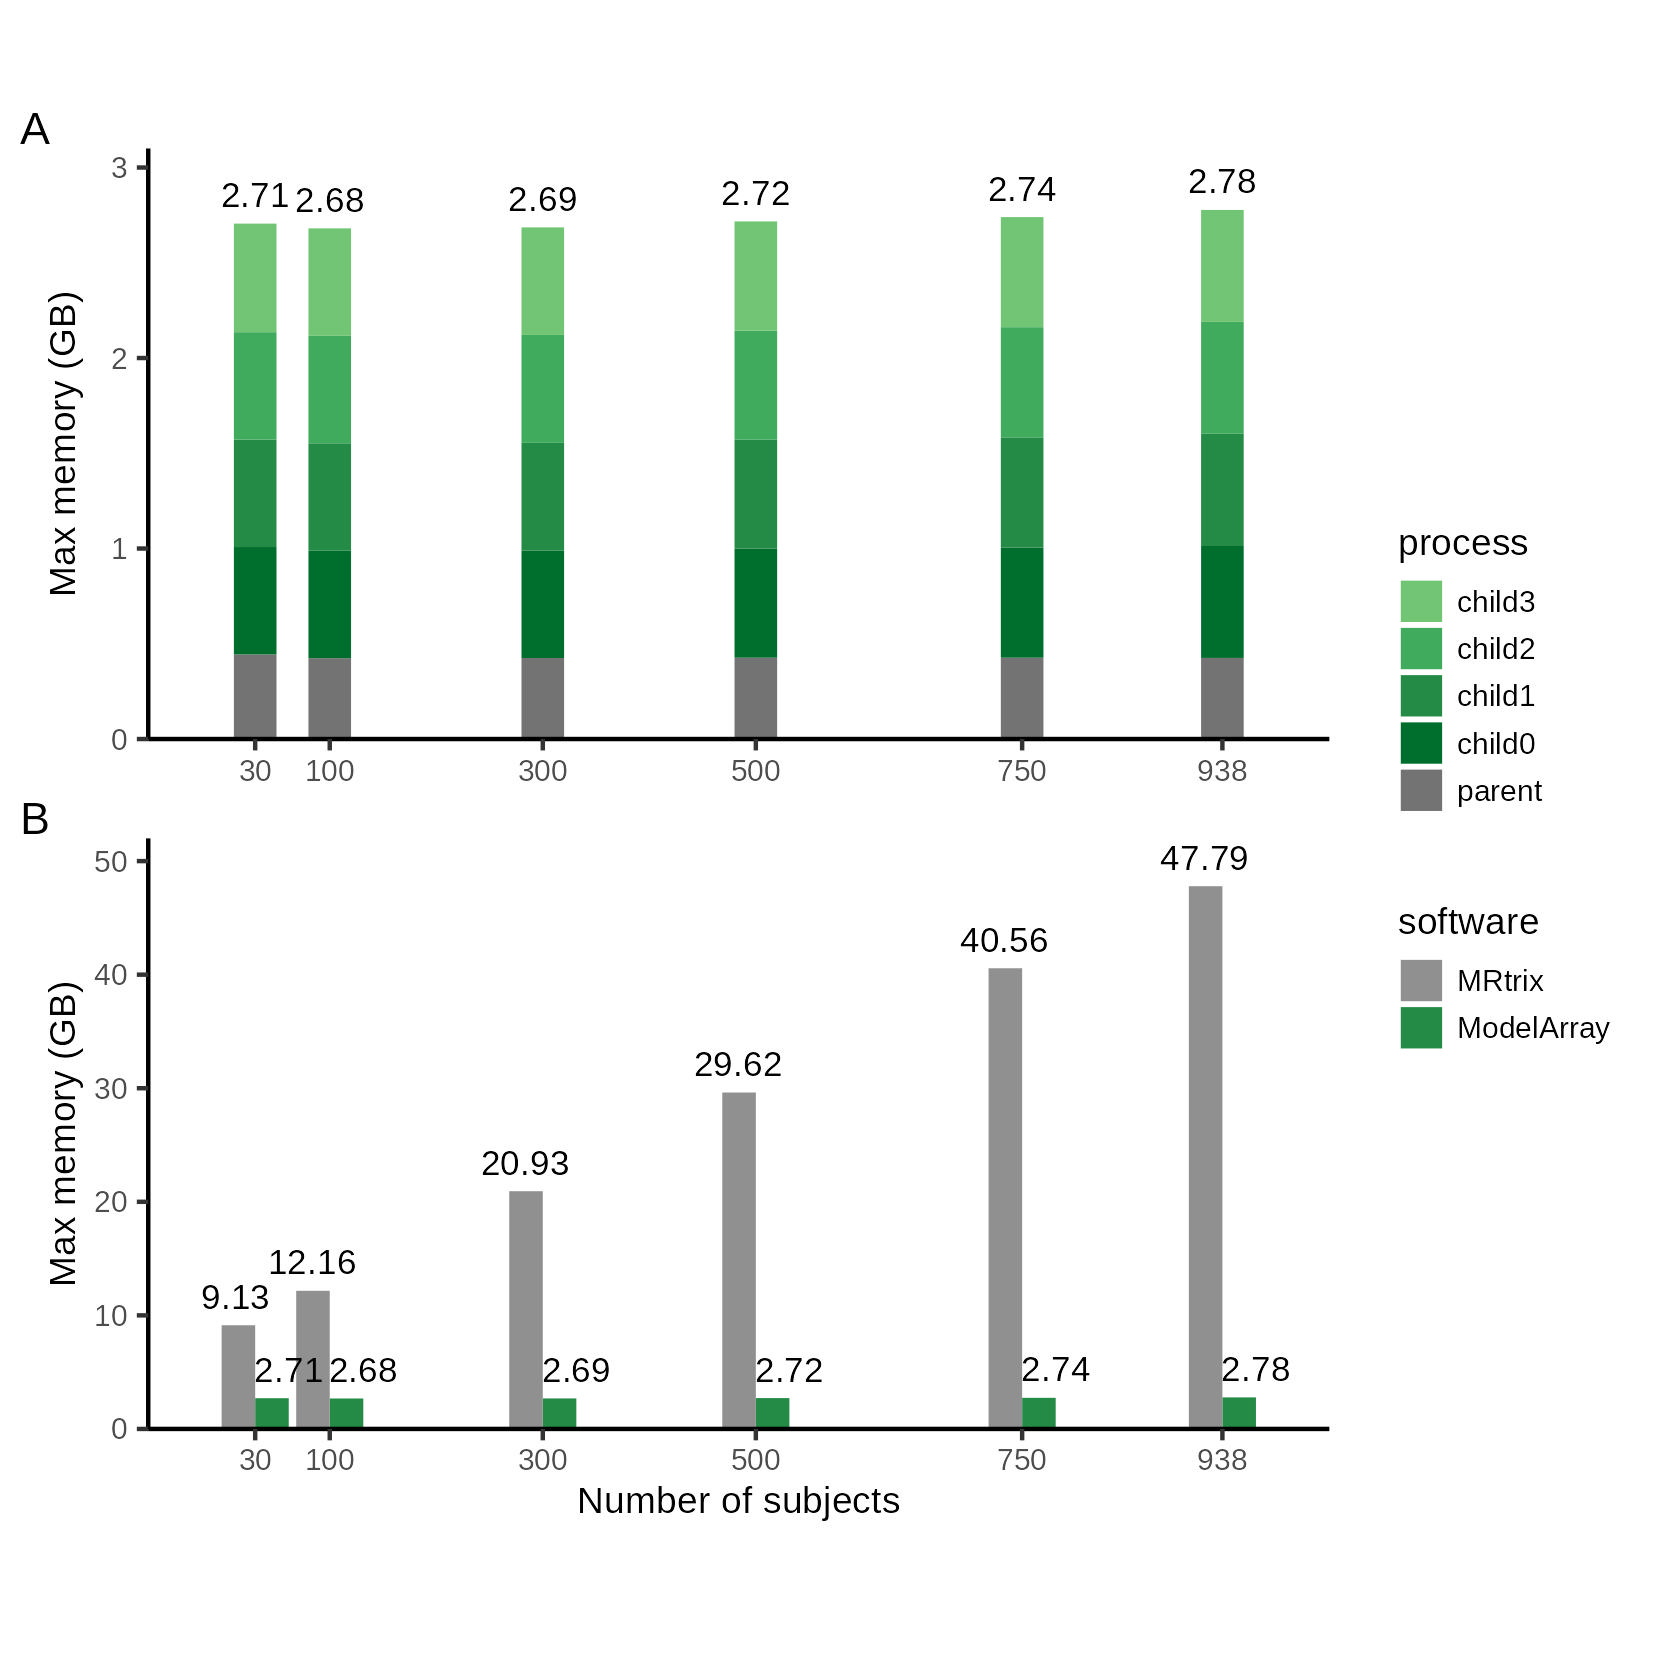 A
Max memory (GB)
3
2
1
0
2.71 2.68 2.69 2.72 2.74 2.78
30 100 300 500 750 938
process
child3
child2
child1
child0
parent
B
Max memory (GB)
50
40
30
20
10
0
9.13 12.16 20.93 29.62 40.56 47.79
2.71 2.68 2.69 2.72 2.74 2.78
30 100 300 500 750 938
Number of subjects
software
MRtrix
ModelArray